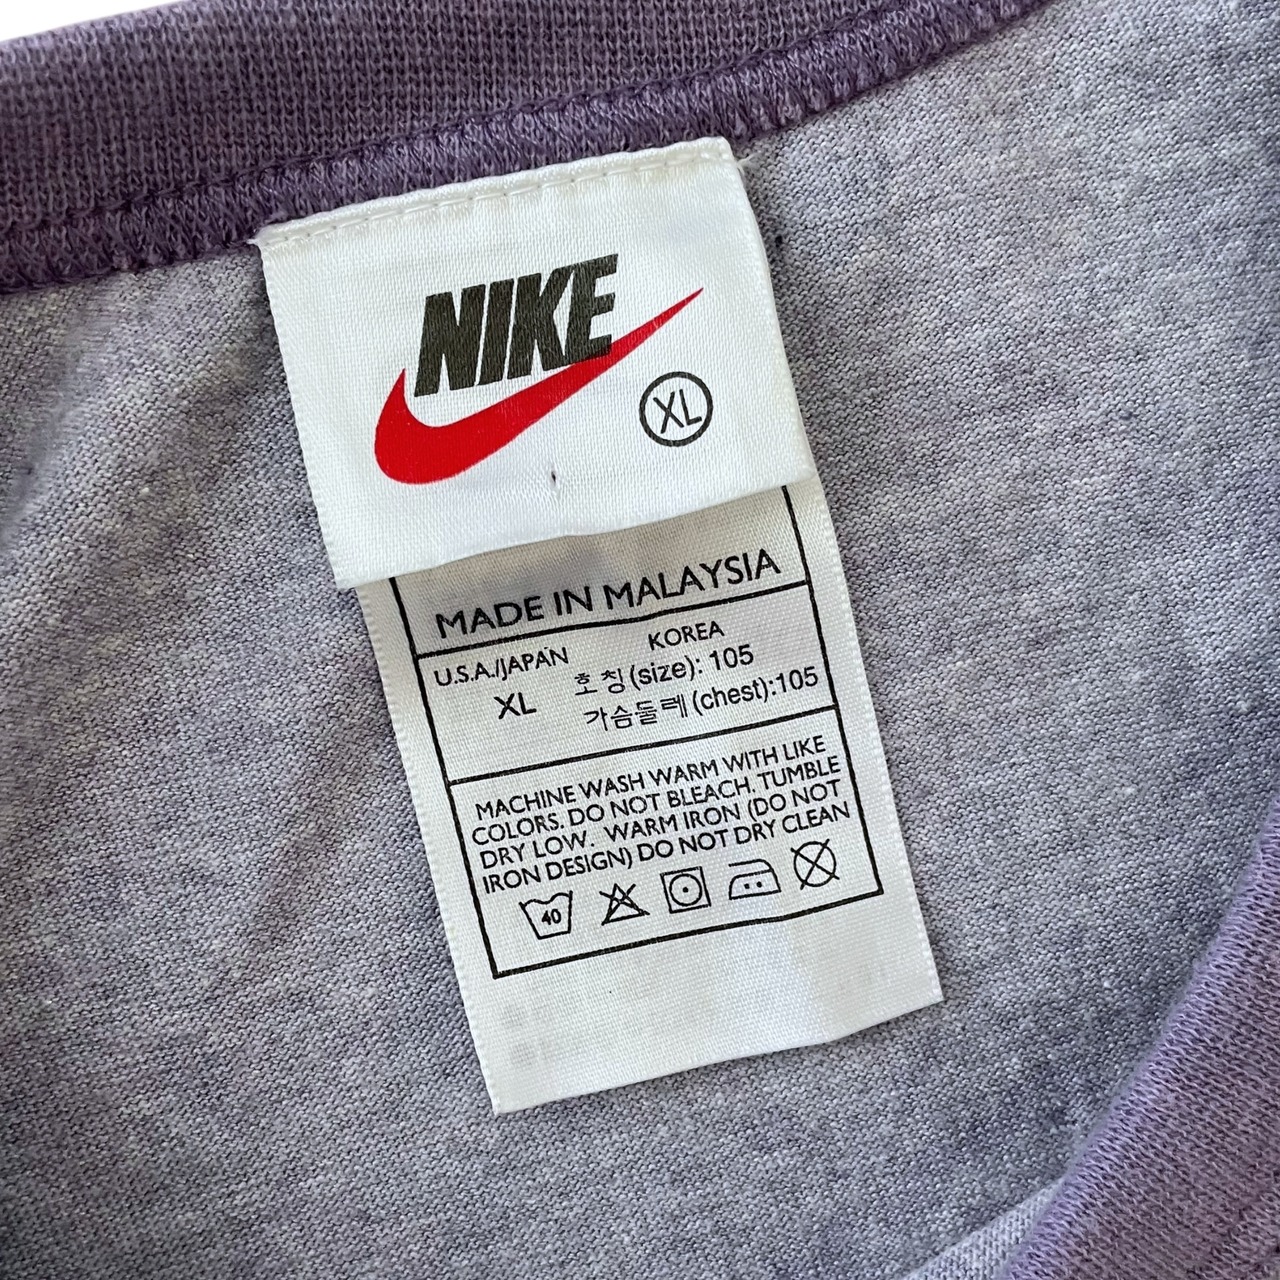 NIKE
XL
MADE IN MALAYSIA
U.S.A./JAPAN
XL
KOREA
호칭(size): 105
가슴둘레(chest):105
MACHINE WASH WARM WITH LIKE
COLORS. DO NOT BLEACH. TUMBLE
DRY LOW. WARM IRON (DO NOT
IRON DESIGN) DO NOT DRY CLEAN
40